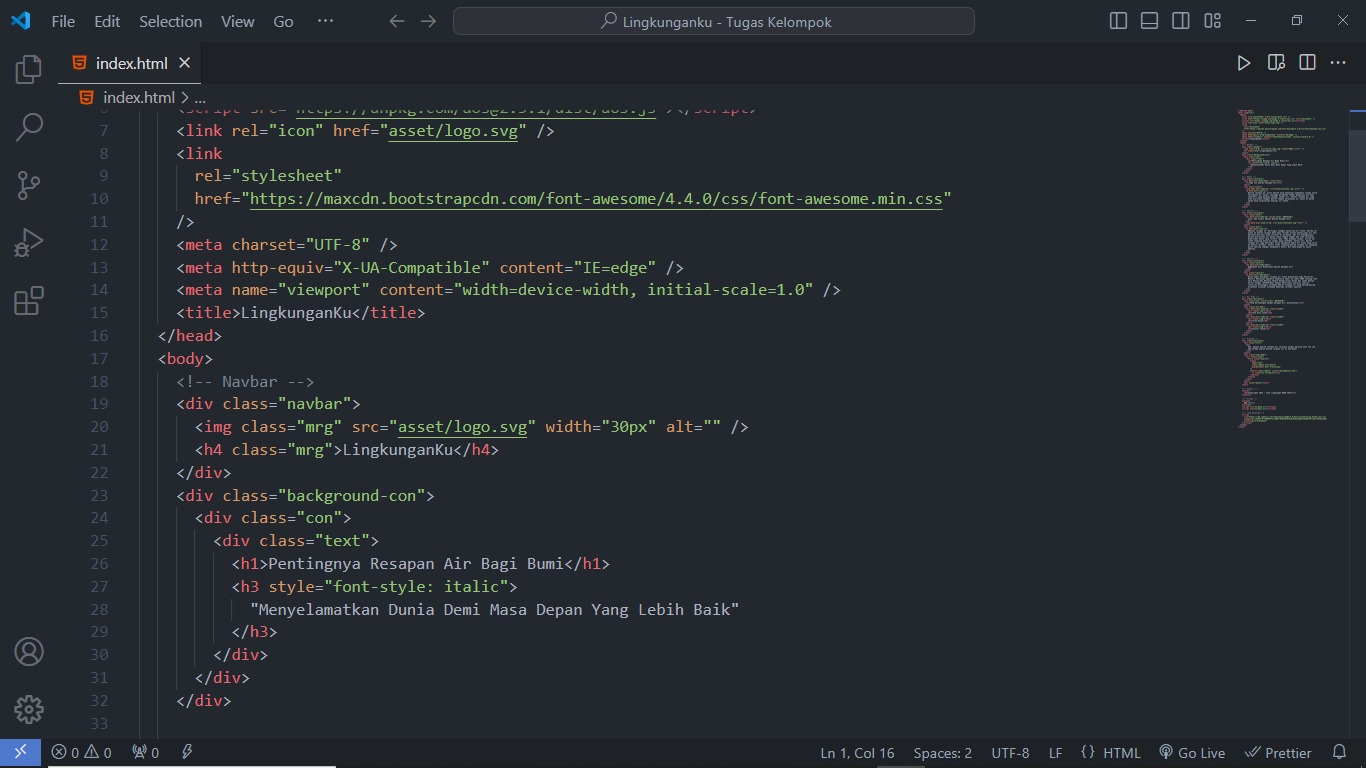 File Edit Selection View Go ··· Lingkunganku - Tugas Kelompok
index.html
index.html > ...
7 <link rel="icon" href="asset/logo.svg" />
8 <link
9 rel="stylesheet"
10 href="https://maxcdn.bootstrapcdn.com/font-awesome/4.4.0/css/font-awesome.min.css"
11 />
12 <meta charset="UTF-8" />
13 <meta http-equiv="X-UA-Compatible" content="IE=edge" />
14 <meta name="viewport" content="width=device-width, initial-scale=1.0" />
15 <title>LingkunganKu</title>
16 </head>
17 <body>
18 <!-- Navbar -->
19 <div class="navbar">
20 <img class="mrg" src="asset/logo.svg" width="30px" alt="" />
21 <h4 class="mrg">LingkunganKu</h4>
22 </div>
23 <div class="background-con">
24 <div class="con">
25 <div class="text">
26 <h1>Pentingnya Resapan Air Bagi Bumi</h1>
27 <h3 style="font-style: italic">
28 "Menyelamatkan Dunia Demi Masa Depan Yang Lebih Baik"
29 </h3>
30 </div>
31 </div>
32 </div>
33
0 0 0 Ln 1, Col 16 Spaces: 2 UTF-8 LF {} HTML Go Live Prettier